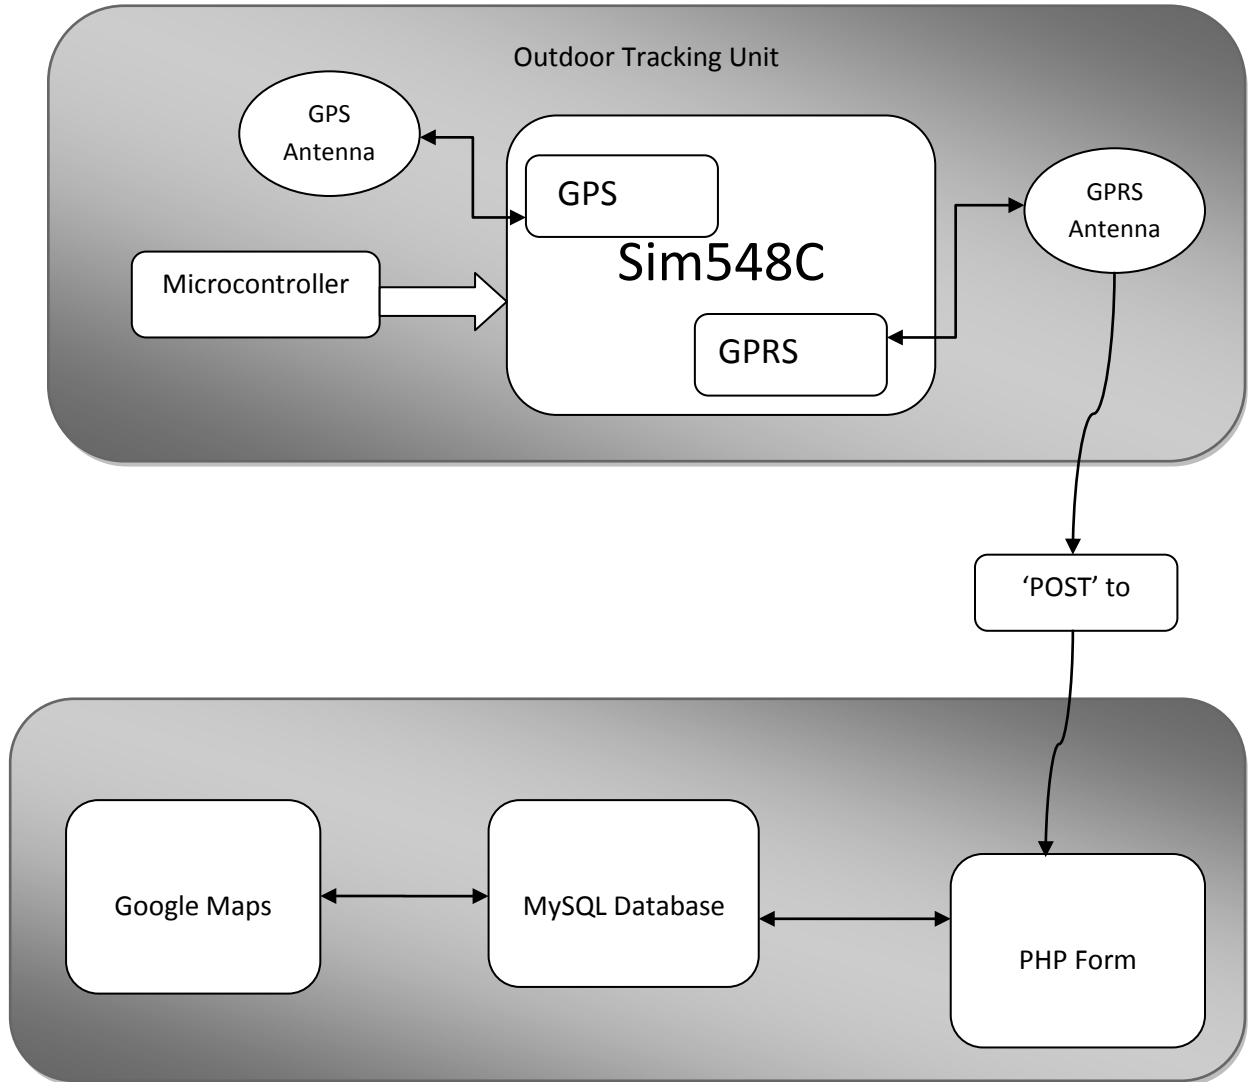 Outdoor Tracking Unit
GPS
Antenna
GPS
GPRS
Antenna
Sim548C
Microcontroller
GPRS
‘POST’ to
Google Maps
MySQL Database
PHP Form